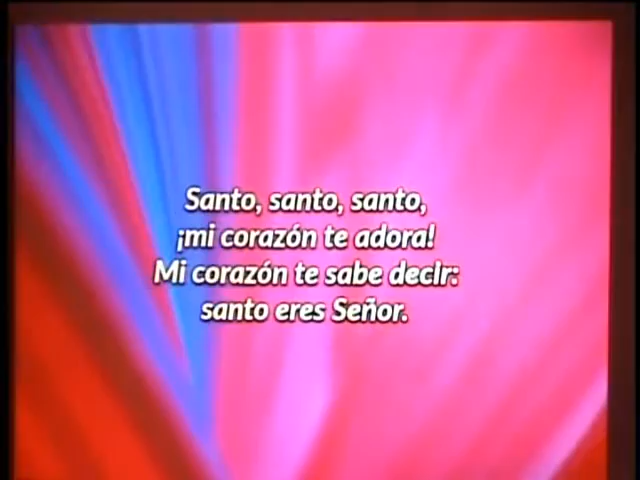 Santo, santo, santo,
¡mi corazón te adora!
Mi corazón te sabe decir:
santo eres Señor.